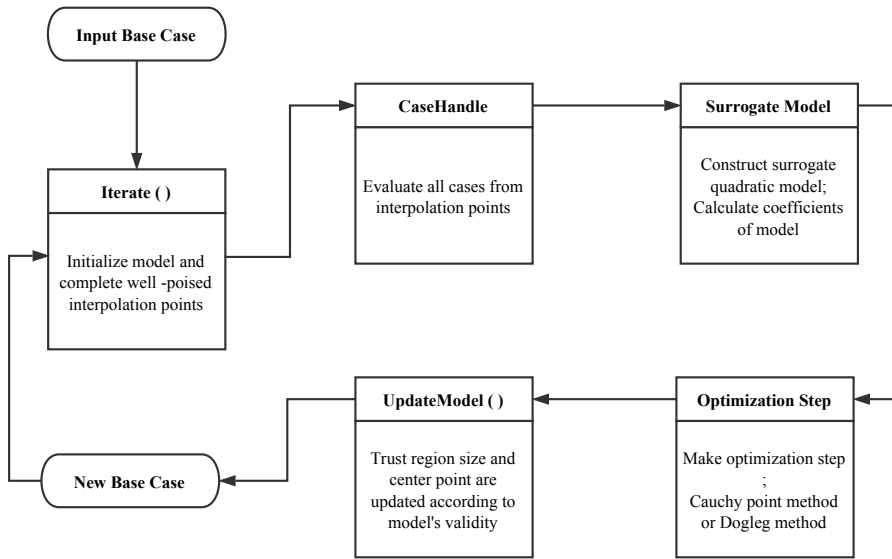 Input Base Case
Iterate ( )
Initialize model and
complete well -poised
interpolation points
CaseHandle
Evaluate all cases from
interpolation points
Surrogate Model
Construct surrogate
quadratic model;
Calculate coefficients
of model
Optimization Step
Make optimization step
;
Cauchy point method
or Dogleg method
UpdateModel ( )
Trust region size and
center point are
updated according to
model's validity
New Base Case